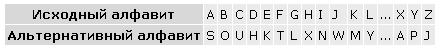 Исходный алфавит A B C D E F G H I J K L ... X Y Z
Альтернативный алфавит S O U H K T L X N W M Y ... A P J